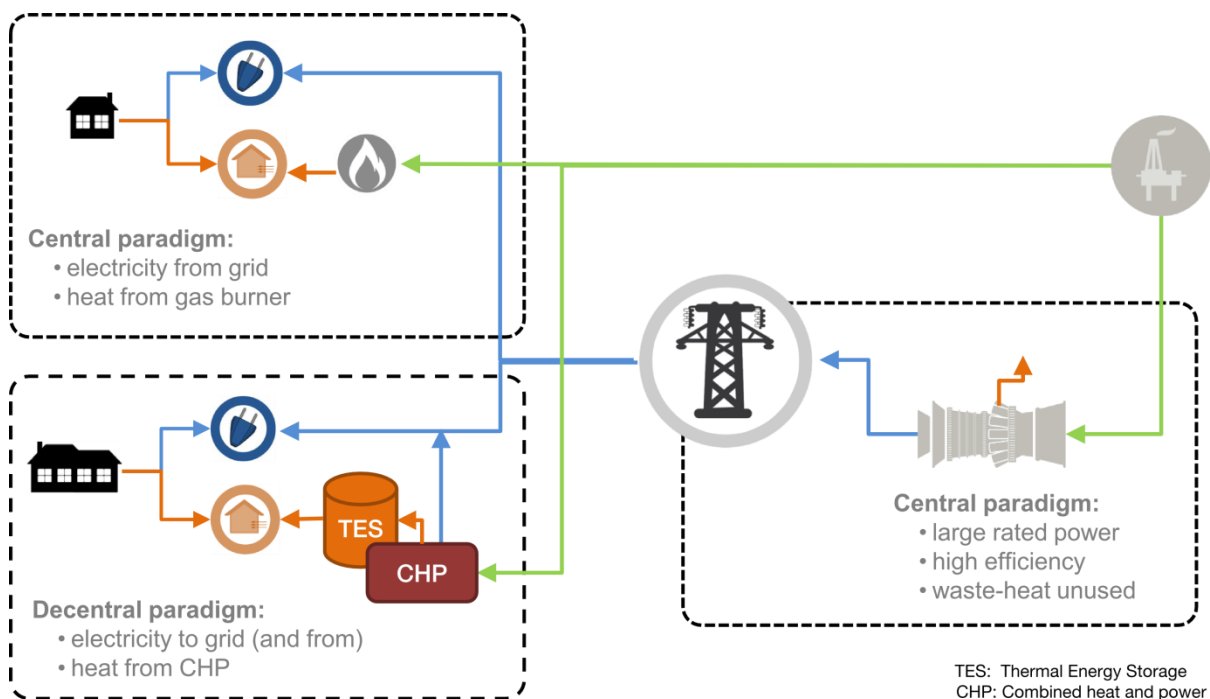 Central paradigm:
• electricity from grid
• heat from gas burner
TES
CHP
Decentral paradigm:
• electricity to grid (and from)
• heat from CHP
Central paradigm:
• large rated power
• high efficiency
• waste-heat unused
TES: Thermal Energy Storage
CHP: Combined heat and power